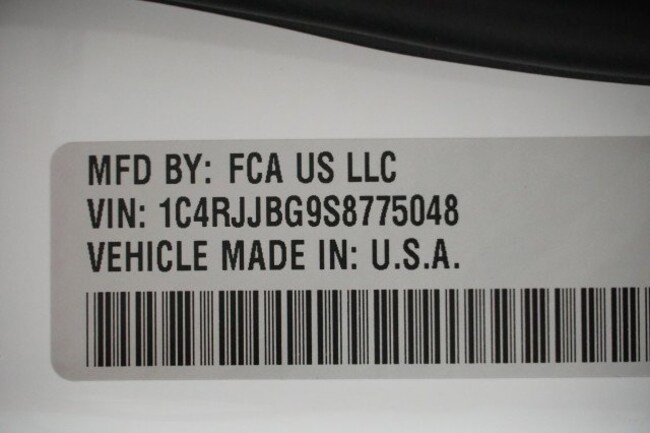 MFD BY: FCA US LLC
VIN: 1C4RJJBG9S8775048
VEHICLE MADE IN: U.S.A.